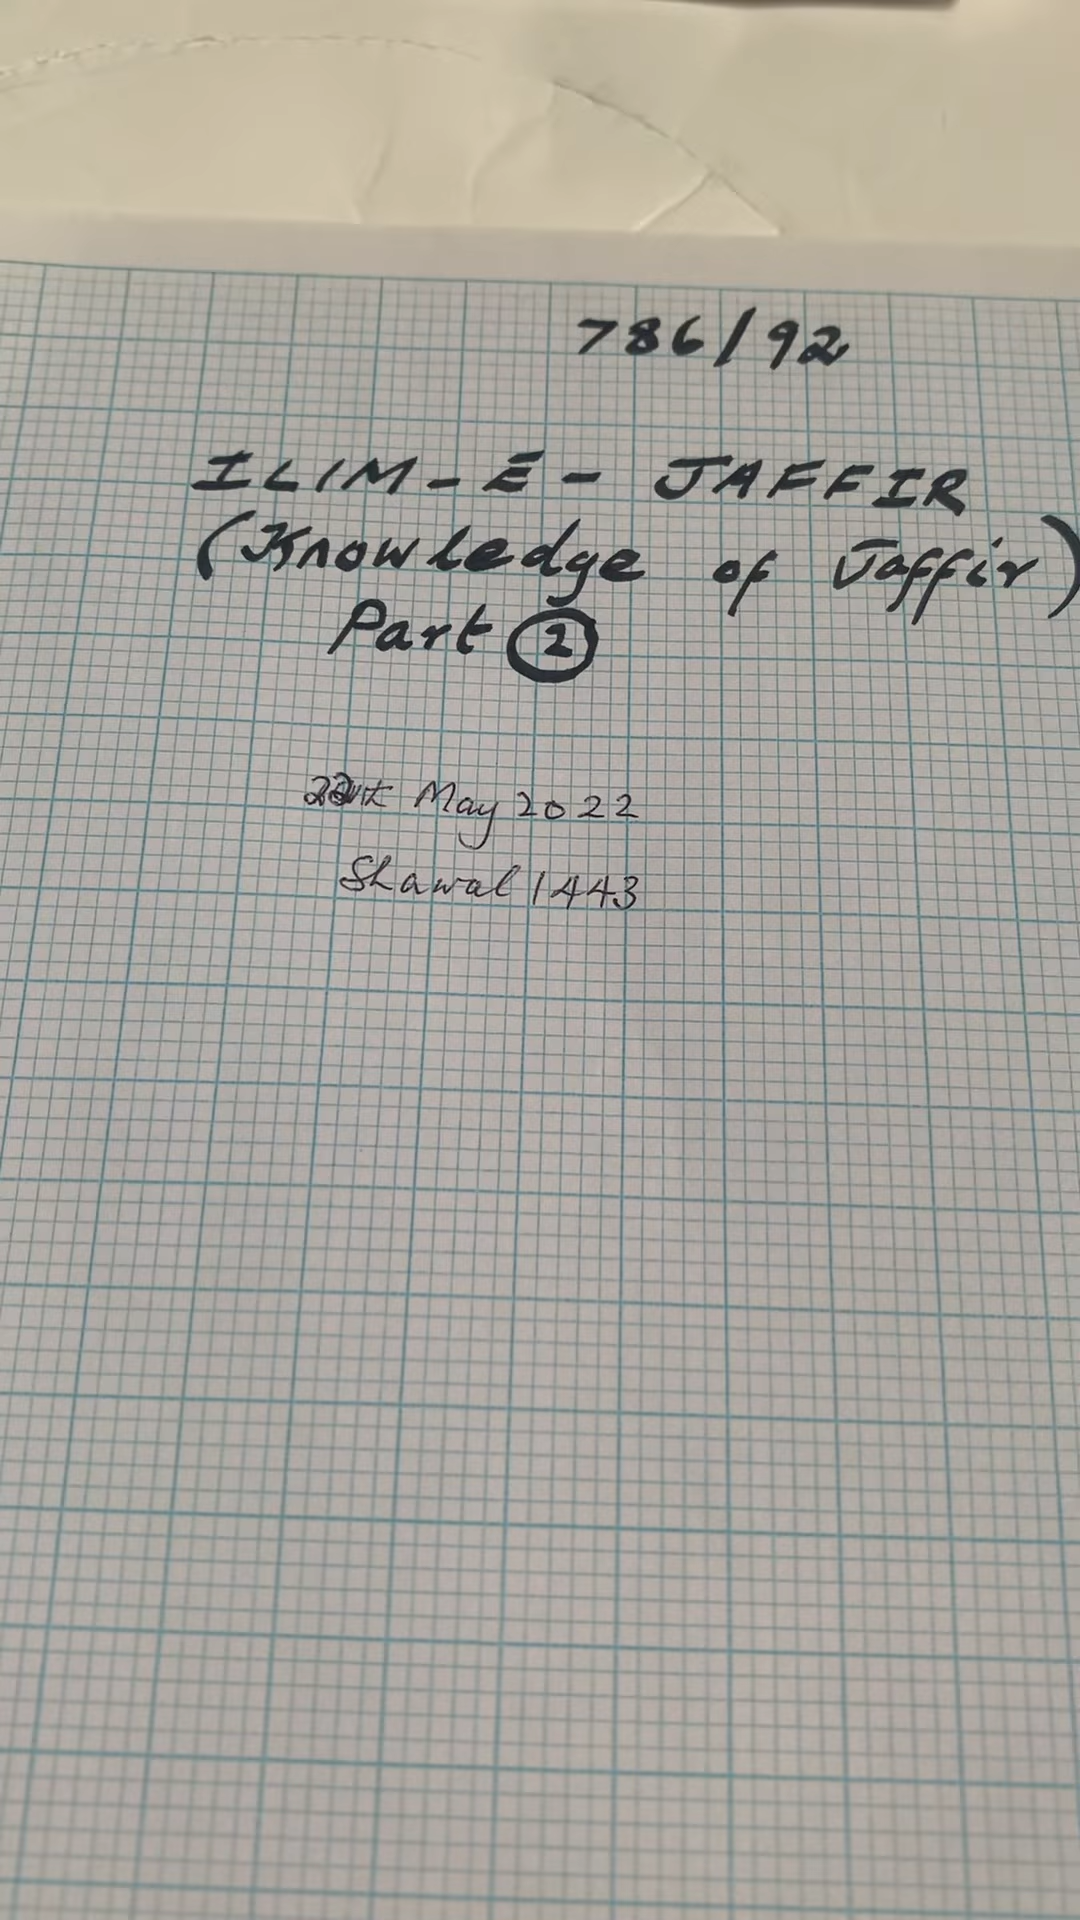 786/92
ILIM-E- JAFFIR
(Knowledge of Jaffir)
Part 2
May 2022
Shawal 1443